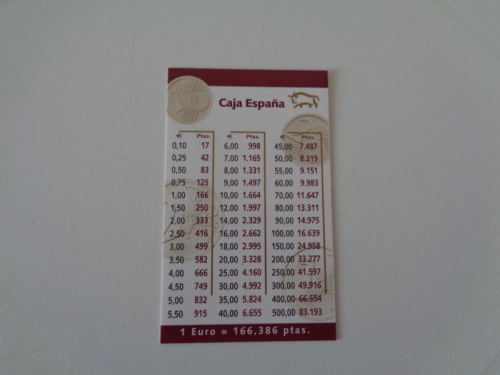 Caja España
€ Ptas. € Ptas. € Ptas.
0,10 17 6,00 998 45,00 7.487
0,25 42 7,00 1.165 50,00 8.319
0,50 83 8,00 1.331 55,00 9.151
0,75 125 9,00 1.497 60,00 9.983
1,00 166 10,00 1.664 70,00 11.647
1,50 250 12,00 1.997 80,00 13.311
2,00 333 14,00 2.329 90,00 14.975
2,50 416 16,00 2.662 100,00 16.639
3,00 499 18,00 2.995 150,00 24.958
3,50 582 20,00 3.328 200,00 33.277
4,00 666 25,00 4.160 250,00 41.597
4,50 749 30,00 4.992 300,00 49.916
5,00 832 35,00 5.824 400,00 66.554
5,50 915 40,00 6.655 500,00 83.193
1 Euro = 166,386 ptas.